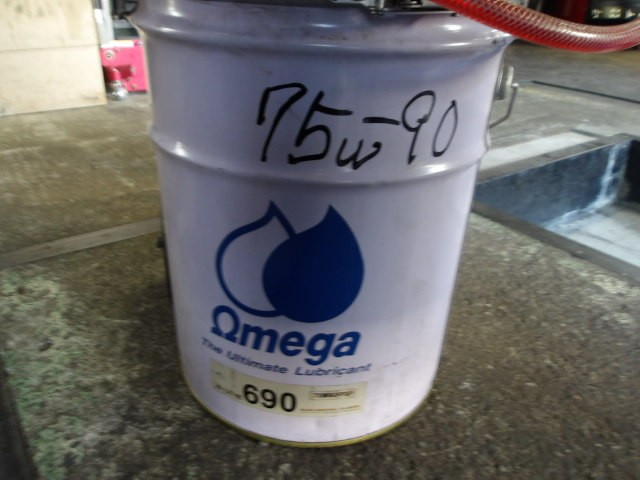 75W-90
Ωmega
The Ultimate Lubricant
690